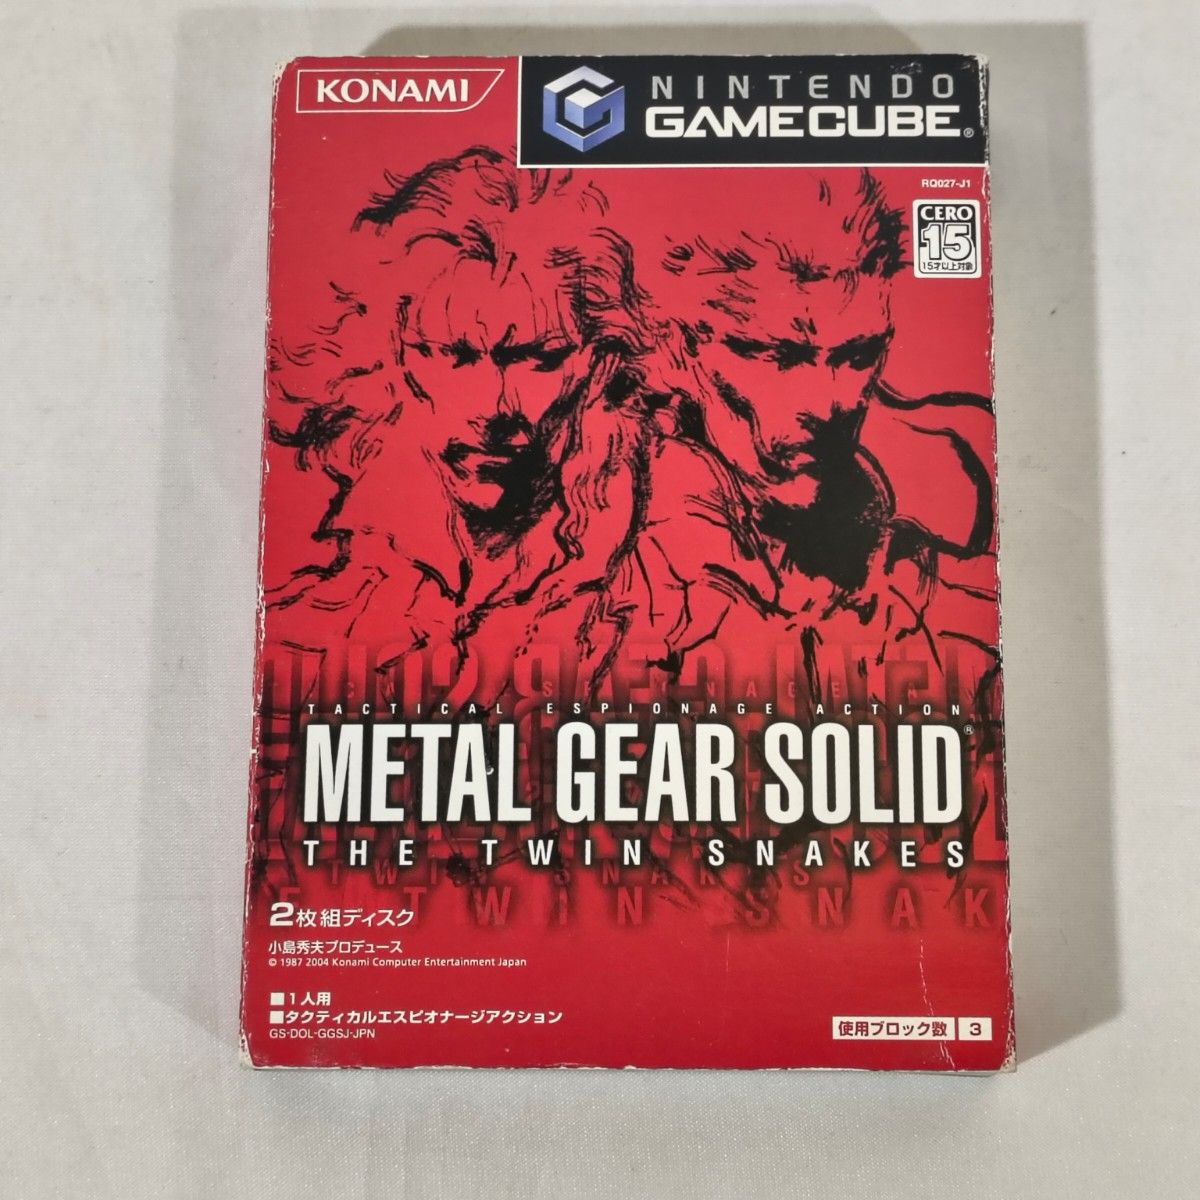 KONAMI
NINTENDO
GAMECUBE®
RQ027-J1
CERO
15
15才以上対象
TACTICAL ESPIONAGE ACTION
METAL GEAR SOLID®
THE TWIN SNAKES
2枚組ディスク
小島秀夫プロデュース
© 1987 2004 Konami Computer Entertainment Japan
■1人用
■タクティカルエスピオナージアクション
GS-DOL-GGSJ-JPN
使用ブロック数 3